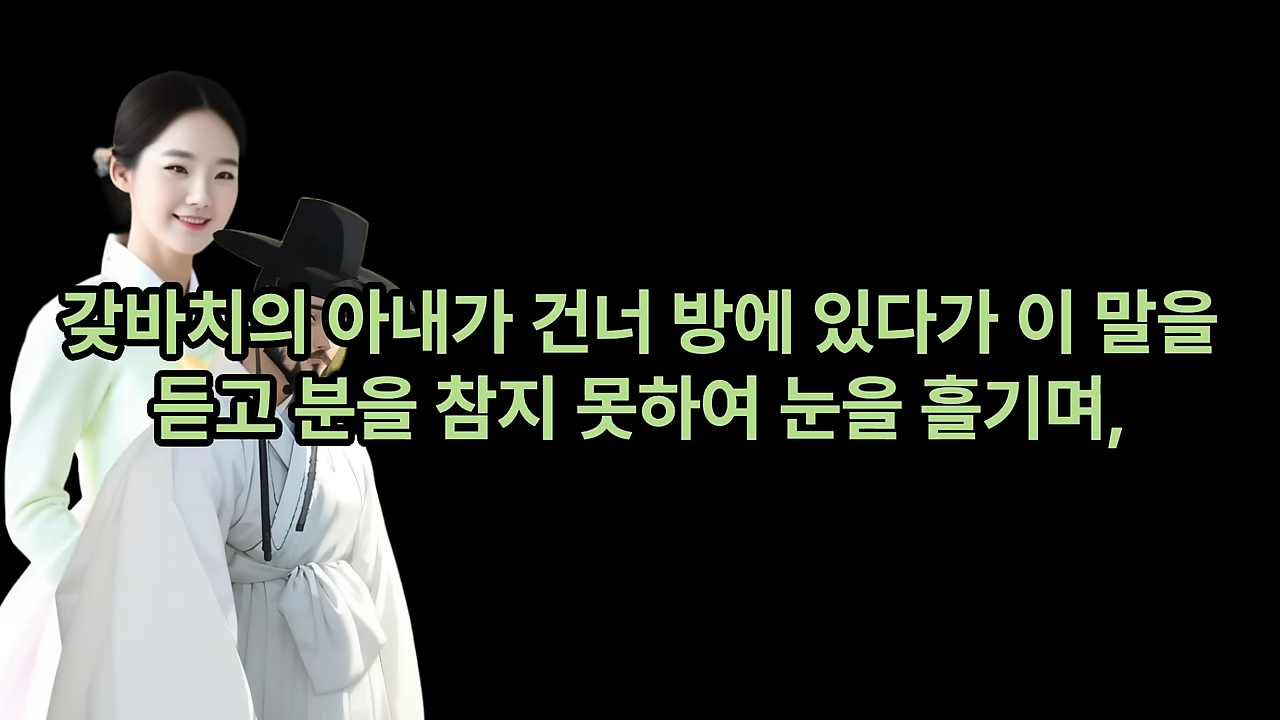 갖바치의 아내가 건너 방에 있다가 이 말을
듣고 분을 참지 못하여 눈을 흘기며,